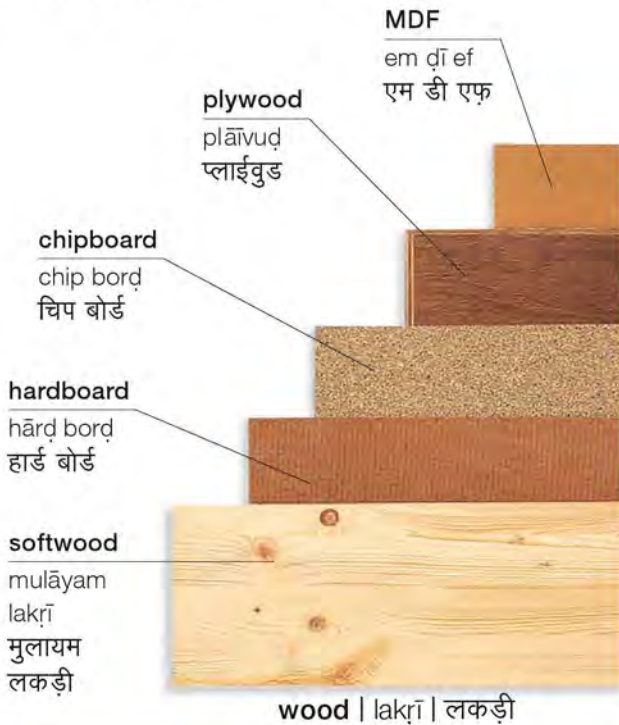 MDF
em ḍī ef
एम डी एफ़
plywood
plāīvuḍ
प्लाईवुड
chipboard
chip borḍ
चिप बोर्ड
hardboard
hārḍ borḍ
हार्ड बोर्ड
softwood
mulāyam
lakṛī
मुलायम
लकड़ी
wood | lakṛī | लकड़ी